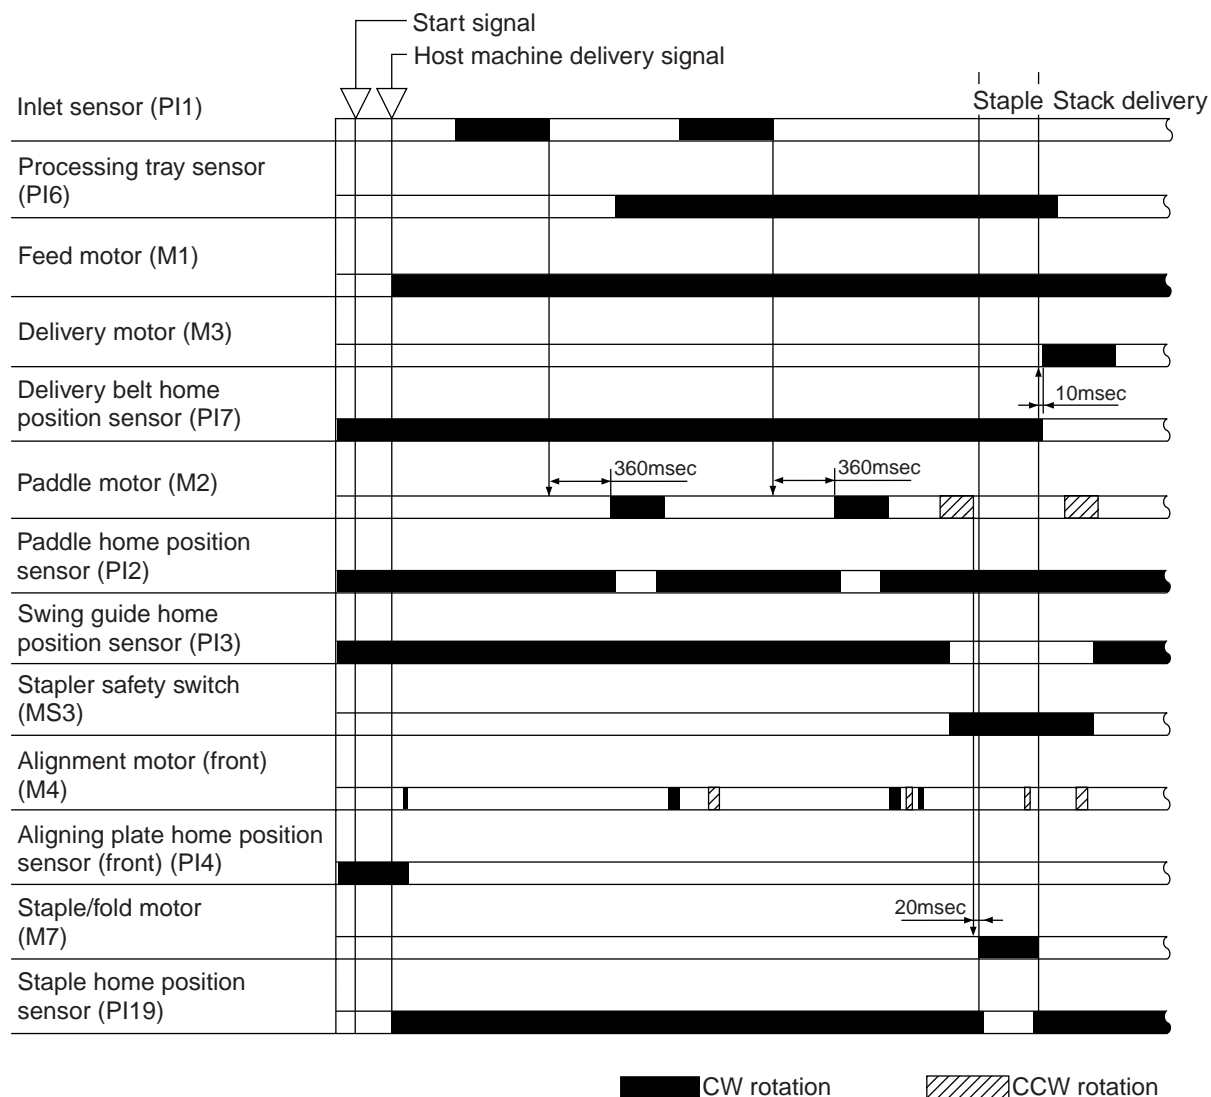 Start signal
Host machine delivery signal
Staple
Stack delivery
Inlet sensor (PI1)
Processing tray sensor
(PI6)
Feed motor (M1)
Delivery motor (M3)
Delivery belt home
position sensor (PI7)
10msec
Paddle motor (M2)
360msec
360msec
Paddle home position
sensor (PI2)
Swing guide home
position sensor (PI3)
Stapler safety switch
(MS3)
Alignment motor (front)
(M4)
Aligning plate home position
sensor (front) (PI4)
Staple/fold motor
(M7)
20msec
Staple home position
sensor (PI19)
CW rotation
CCW rotation